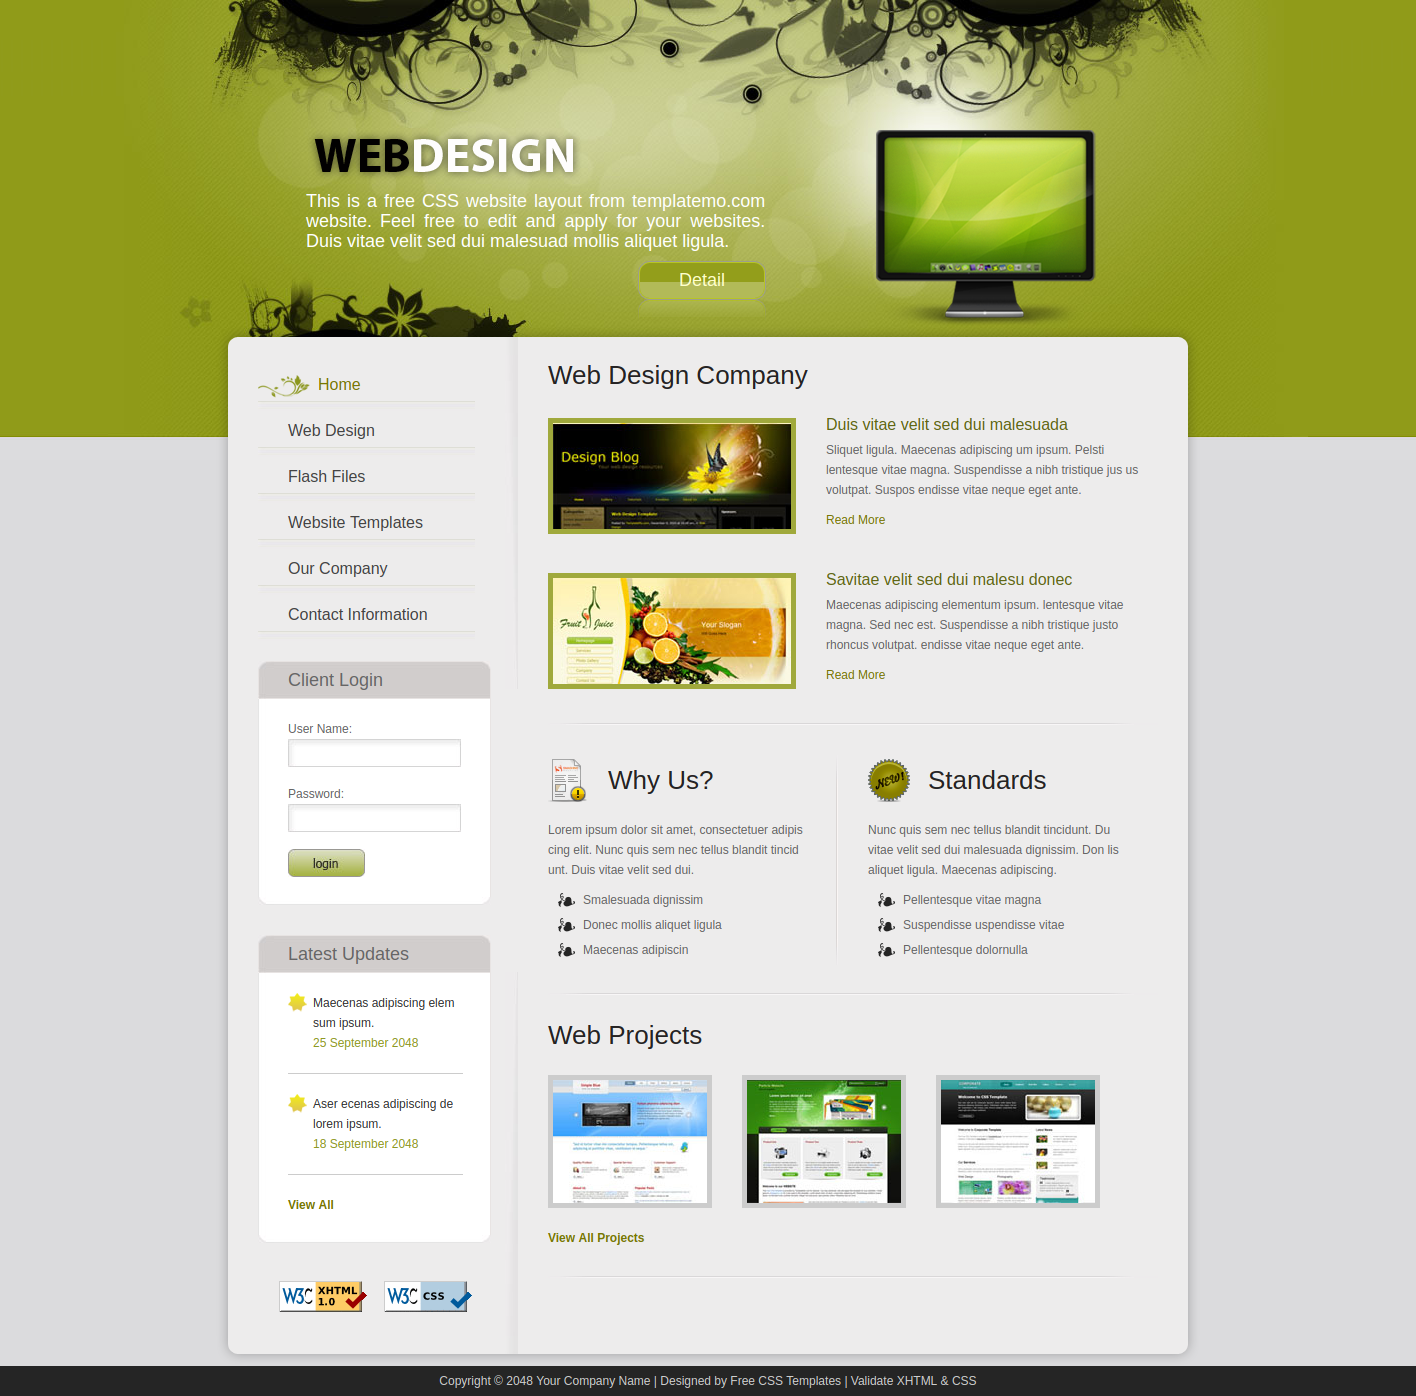 WEBDESIGN
This is a free CSS website layout from templatemo.com
website. Feel free to edit and apply for your websites.
Duis vitae velit sed dui malesuad mollis aliquet ligula.
Detail
Home
Web Design
Flash Files
Website Templates
Our Company
Contact Information
Client Login
User Name:
Password:
login
Latest Updates
Maecenas adipiscing elem
sum ipsum.
25 September 2048
Aser ecenas adipiscing de
lorem ipsum.
18 September 2048
View All
W3C XHTML 1.0
W3C CSS
Web Design Company
Design Blog
Duis vitae velit sed dui malesuada
Sliquet ligula. Maecenas adipiscing um ipsum. Pelsti
lentesque vitae magna. Suspendisse a nibh tristique jus us
volutpat. Suspos endisse vitae neque eget ante.
Read More
Fruit Juice
Your Slogan
Savitae velit sed dui malesu donec
Maecenas adipiscing elementum ipsum. lentesque vitae
magna. Sed nec est. Suspendisse a nibh tristique justo
rhoncus volutpat. endisse vitae neque eget ante.
Read More
Why Us?
Lorem ipsum dolor sit amet, consectetuer adipis
cing elit. Nunc quis sem nec tellus blandit tincid
unt. Duis vitae velit sed dui.
Smalesuada dignissim
Donec mollis aliquet ligula
Maecenas adipiscin
NEW!
Standards
Nunc quis sem nec tellus blandit tincidunt. Du
vitae velit sed dui malesuada dignissim. Don lis
aliquet ligula. Maecenas adipiscing.
Pellentesque vitae magna
Suspendisse uspendisse vitae
Pellentesque dolornulla
Web Projects
View All Projects
Copyright © 2048 Your Company Name | Designed by Free CSS Templates | Validate XHTML & CSS